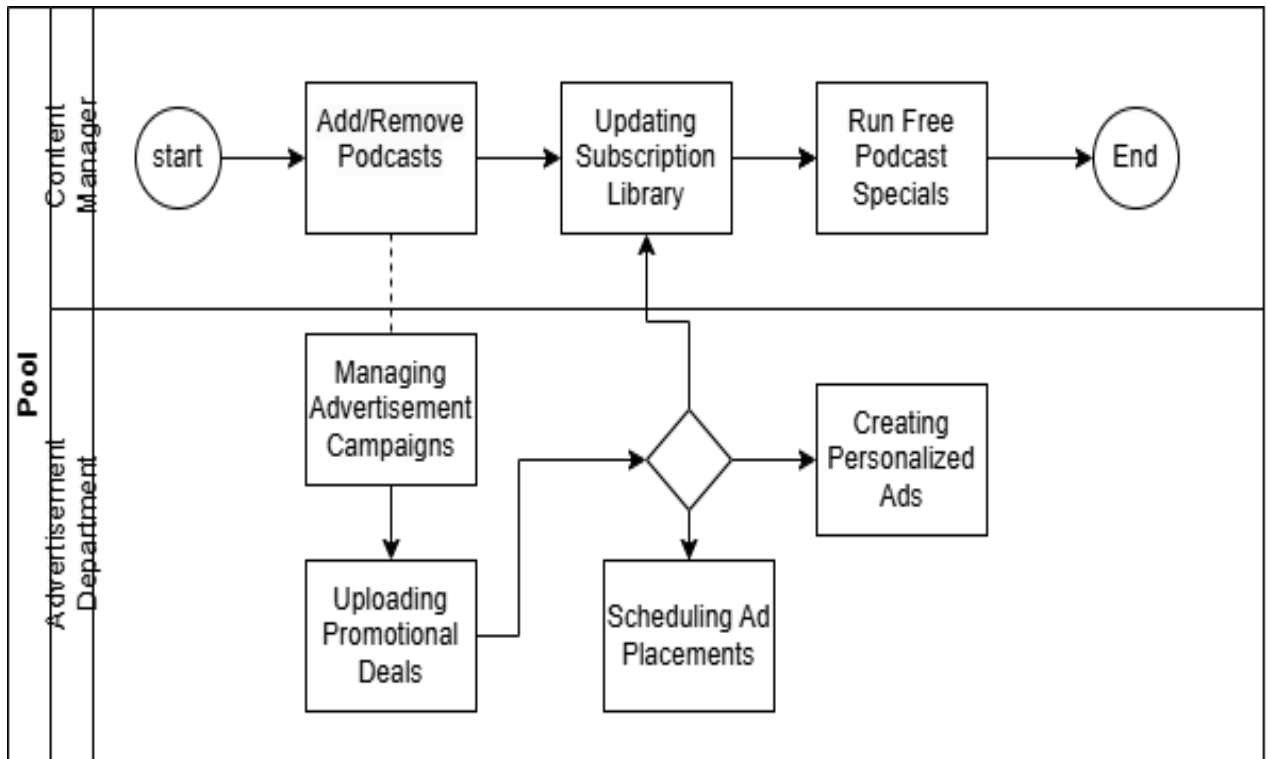 Pool
Content
Manager
start
Add/Remove
Podcasts
Updating
Subscription
Library
Run Free
Podcast
Specials
End
Advertisement
Department
Managing
Advertisement
Campaigns
Creating
Personalized
Ads
Uploading
Promotional
Deals
Scheduling Ad
Placements